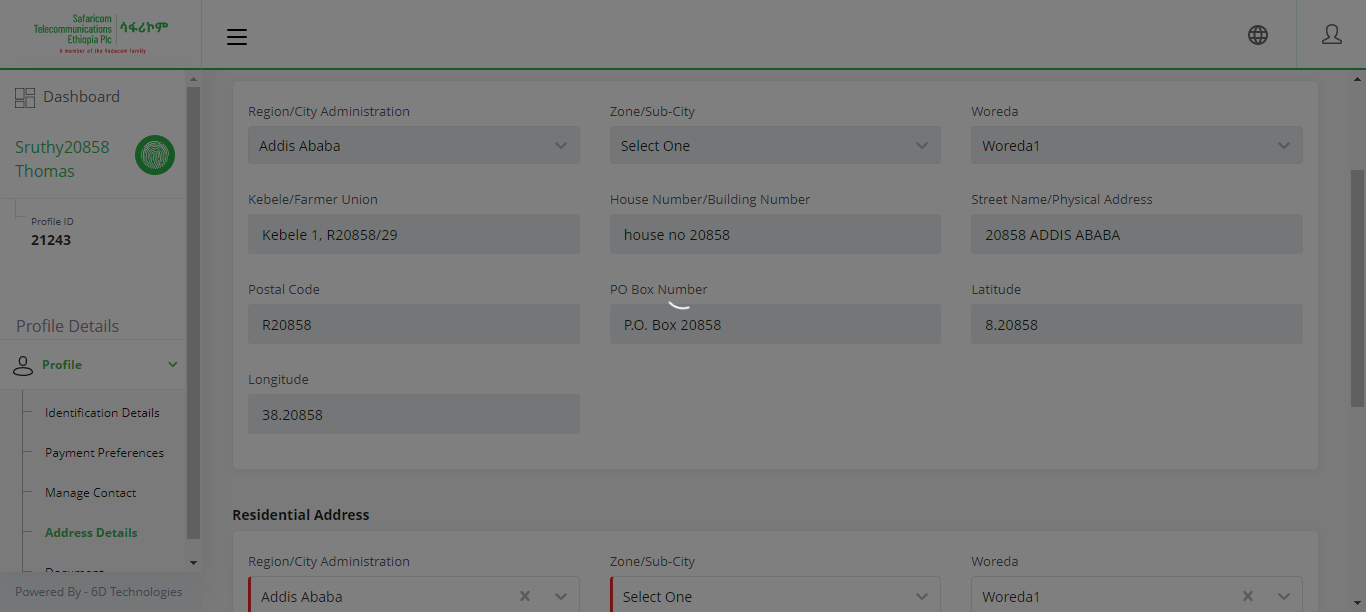 Safaricom
Telecommunications
Ethiopia Plc
ሳፋሪኮም
A member of the Vodacom family
Dashboard
Sruthy20858
Thomas
Profile ID
21243
Profile Details
Profile
Identification Details
Payment Preferences
Manage Contact
Address Details
Document
Powered By - 6D Technologies
Region/City Administration
Addis Ababa
Zone/Sub-City
Select One
Woreda
Woreda1
Kebele/Farmer Union
Kebele 1, R20858/29
House Number/Building Number
house no 20858
Street Name/Physical Address
20858 ADDIS ABABA
Postal Code
R20858
PO Box Number
P.O. Box 20858
Latitude
8.20858
Longitude
38.20858
Residential Address
Region/City Administration
Addis Ababa
Zone/Sub-City
Select One
Woreda
Woreda1